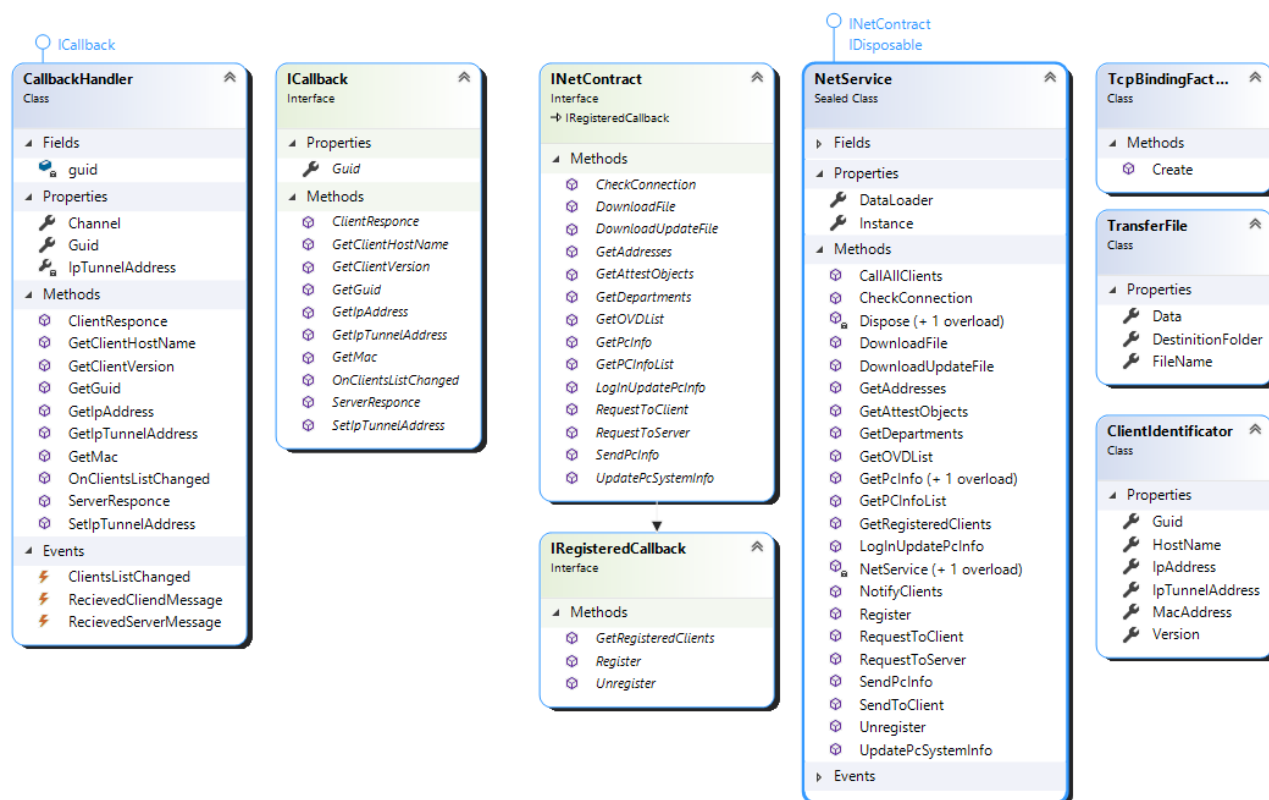 ICallback
CallbackHandler
Class
Fields
guid
Properties
Channel
Guid
IpTunnelAddress
Methods
ClientResponce
GetClientHostName
GetClientVersion
GetGuid
GetIpAddress
GetIpTunnelAddress
GetMac
OnClientsListChanged
ServerResponce
SetIpTunnelAddress
Events
ClientsListChanged
RecievedCliendMessage
RecievedServerMessage
ICallback
Interface
Properties
Guid
Methods
ClientResponce
GetClientHostName
GetClientVersion
GetGuid
GetIpAddress
GetIpTunnelAddress
GetMac
OnClientsListChanged
ServerResponce
SetIpTunnelAddress
INetContract
Interface
IRegisteredCallback
Methods
CheckConnection
DownloadFile
DownloadUpdateFile
GetAddresses
GetAttestObjects
GetDepartments
GetOVDList
GetPcInfo
GetPCInfoList
LogInUpdatePcInfo
RequestToClient
RequestToServer
SendPcInfo
UpdatePcSystemInfo
IRegisteredCallback
Interface
Methods
GetRegisteredClients
Register
Unregister
INetContract
IDisposable
NetService
Sealed Class
Fields
Properties
DataLoader
Instance
Methods
CallAllClients
CheckConnection
Dispose (+ 1 overload)
DownloadFile
DownloadUpdateFile
GetAddresses
GetAttestObjects
GetDepartments
GetOVDList
GetPcInfo (+ 1 overload)
GetPCInfoList
GetRegisteredClients
LogInUpdatePcInfo
NetService (+ 1 overload)
NotifyClients
Register
RequestToClient
RequestToServer
SendPcInfo
SendToClient
Unregister
UpdatePcSystemInfo
Events
TcpBindingFact...
Class
Methods
Create
TransferFile
Class
Properties
Data
DestinitionFolder
FileName
ClientIdentificator
Class
Properties
Guid
HostName
IpAddress
IpTunnelAddress
MacAddress
Version